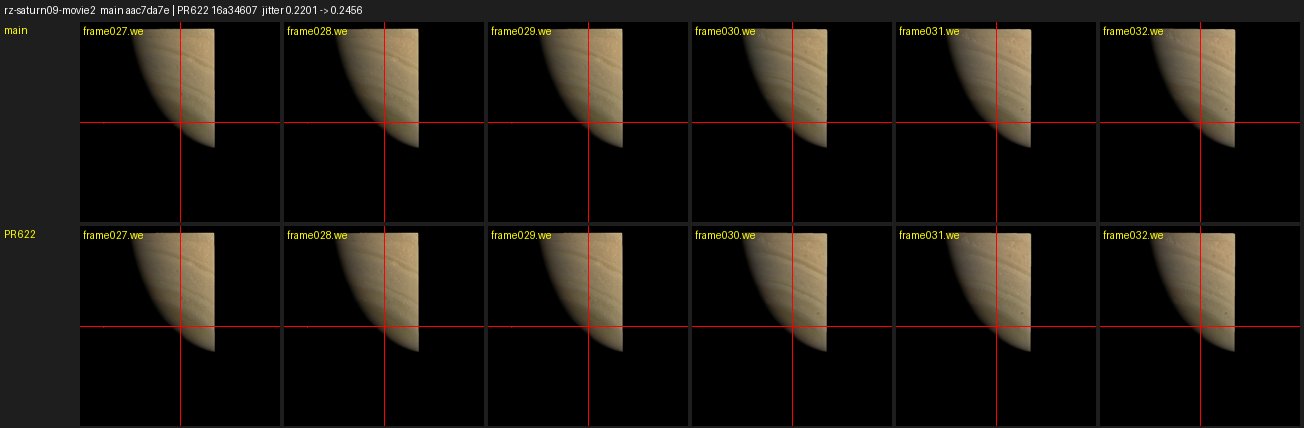 rz-saturn09-movie2 main aac7da7e | PR622 16a34607 jitter 0.2201 -> 0.2456
main
frame027.we frame028.we frame029.we frame030.we frame031.we frame032.we
PR622
frame027.we frame028.we frame029.we frame030.we frame031.we frame032.we